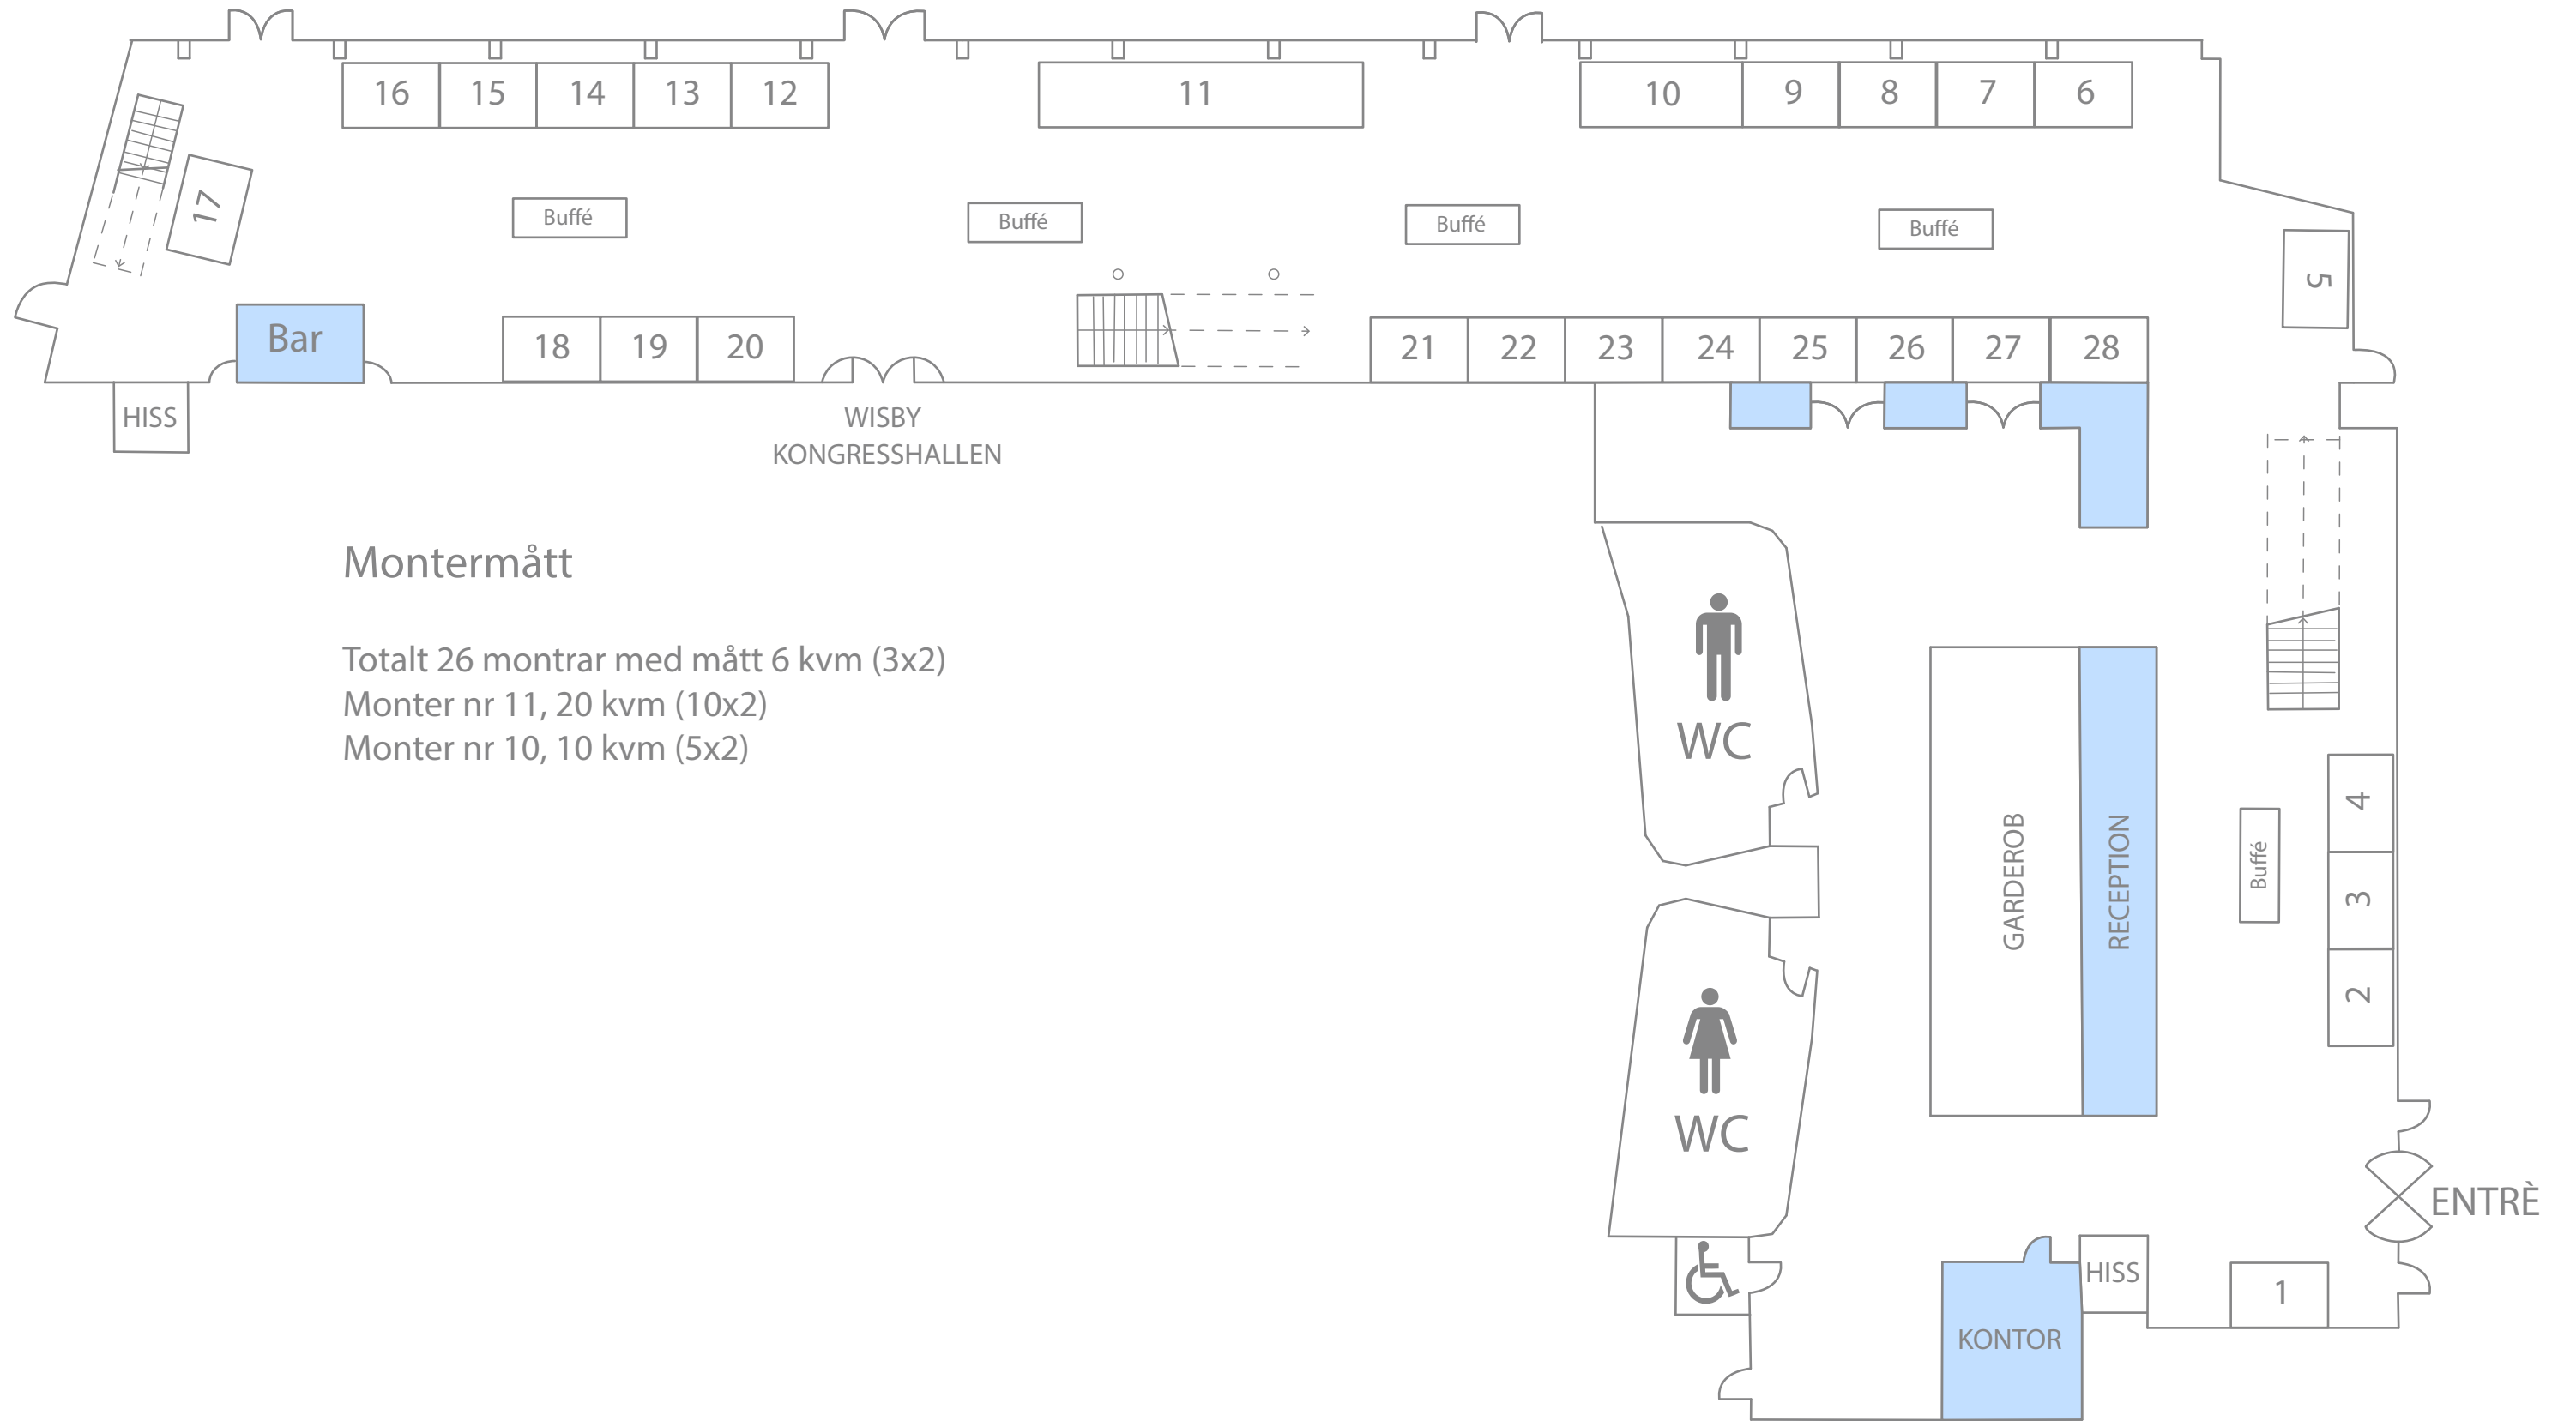 16 15 14 13 12 11 10 9 8 7 6
17
Buffé Buffé Buffé Buffé
5
Bar
18 19 20 21 22 23 24 25 26 27 28
HISS
WISBY
KONGRESSHALLEN
Montermått
Totalt 26 montrar med mått 6 kvm (3x2)
Monter nr 11, 20 kvm (10x2)
Monter nr 10, 10 kvm (5x2)
WC
4
Buffé
GARDEROB
RECEPTION
3
2
WC
ENTRÈ
HISS
1
KONTOR